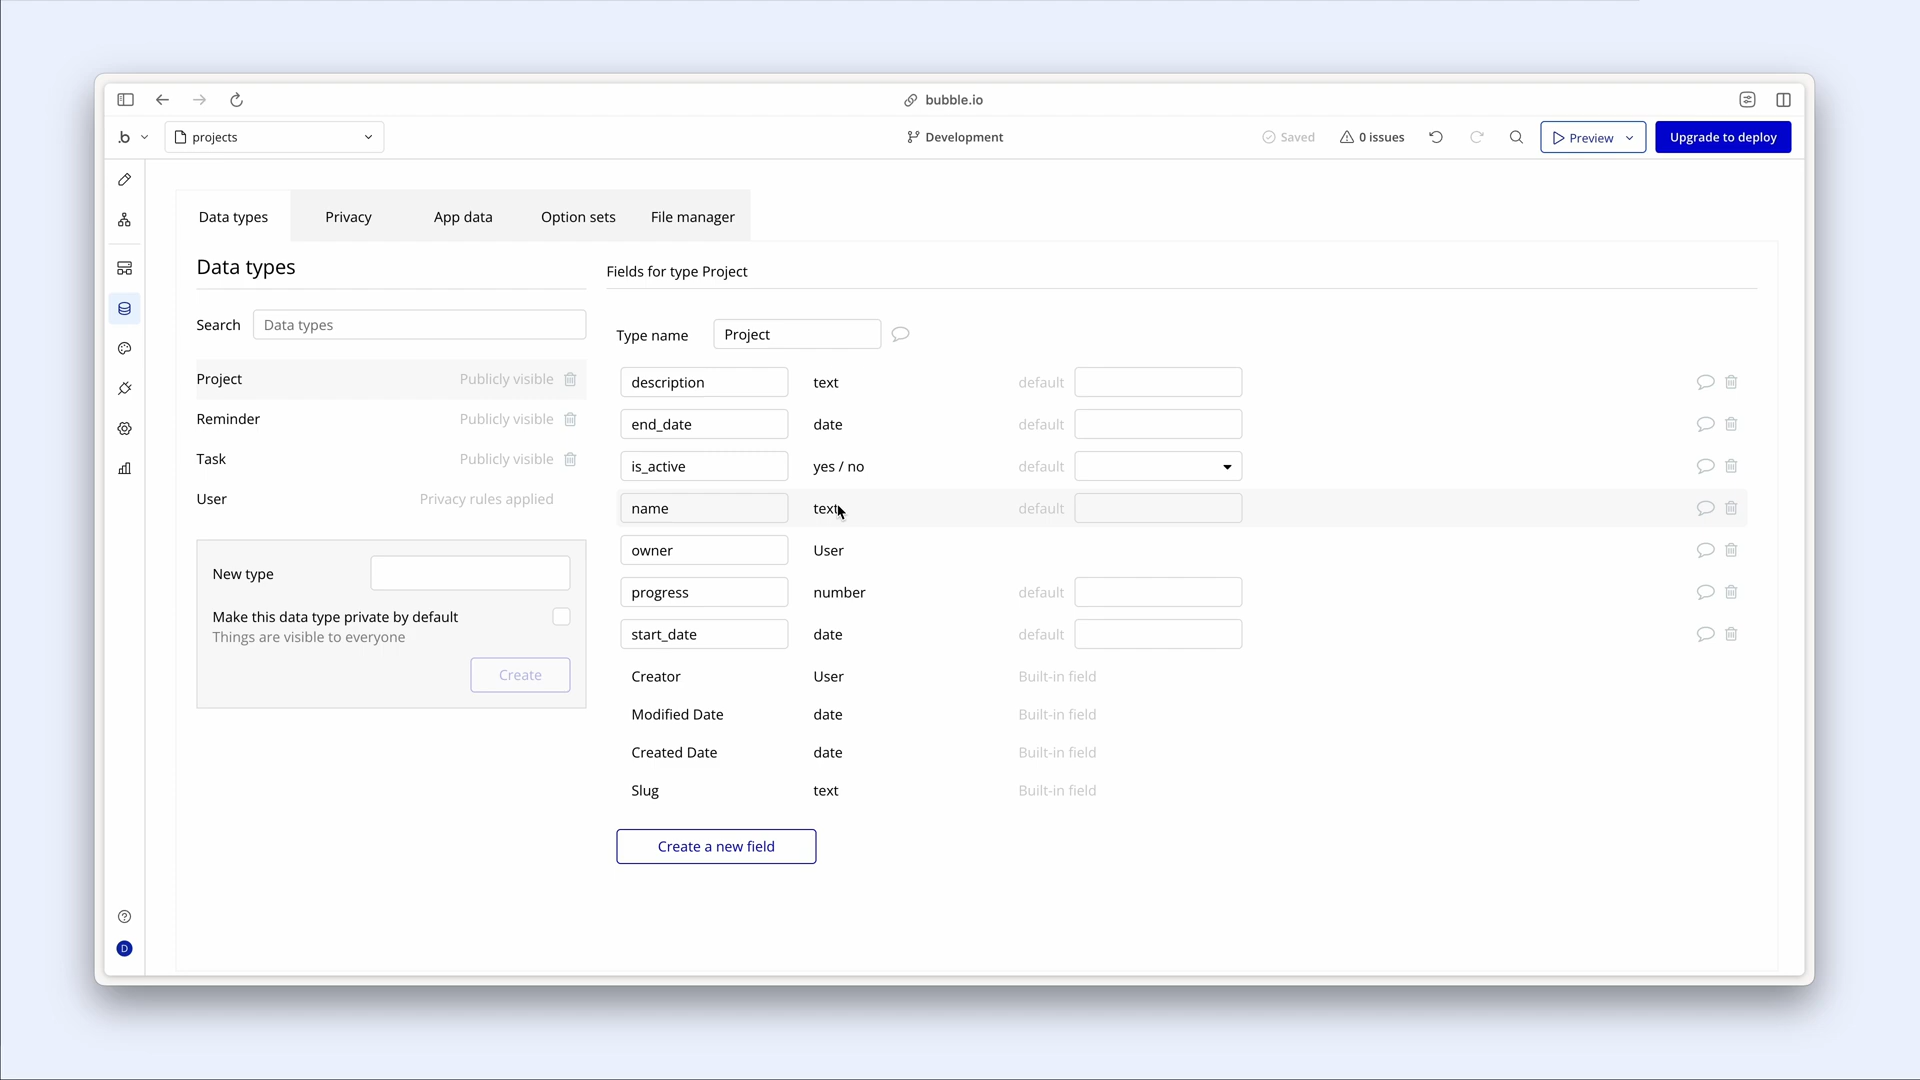 bubble.io
.b
projects
Development
Saved
0 issues
Preview
Upgrade to deploy
Data types
Privacy
App data
Option sets
File manager
Data types
Search
Data types
Project
Publicly visible
Reminder
Publicly visible
Task
Publicly visible
User
Privacy rules applied
New type
Make this data type private by default
Things are visible to everyone
Create
Fields for type Project
Type name
Project
description
text
default
end_date
date
default
is_active
yes / no
default
name
text
default
owner
User
progress
number
default
start_date
date
default
Creator
User
Built-in field
Modified Date
date
Built-in field
Created Date
date
Built-in field
Slug
text
Built-in field
Create a new field
D